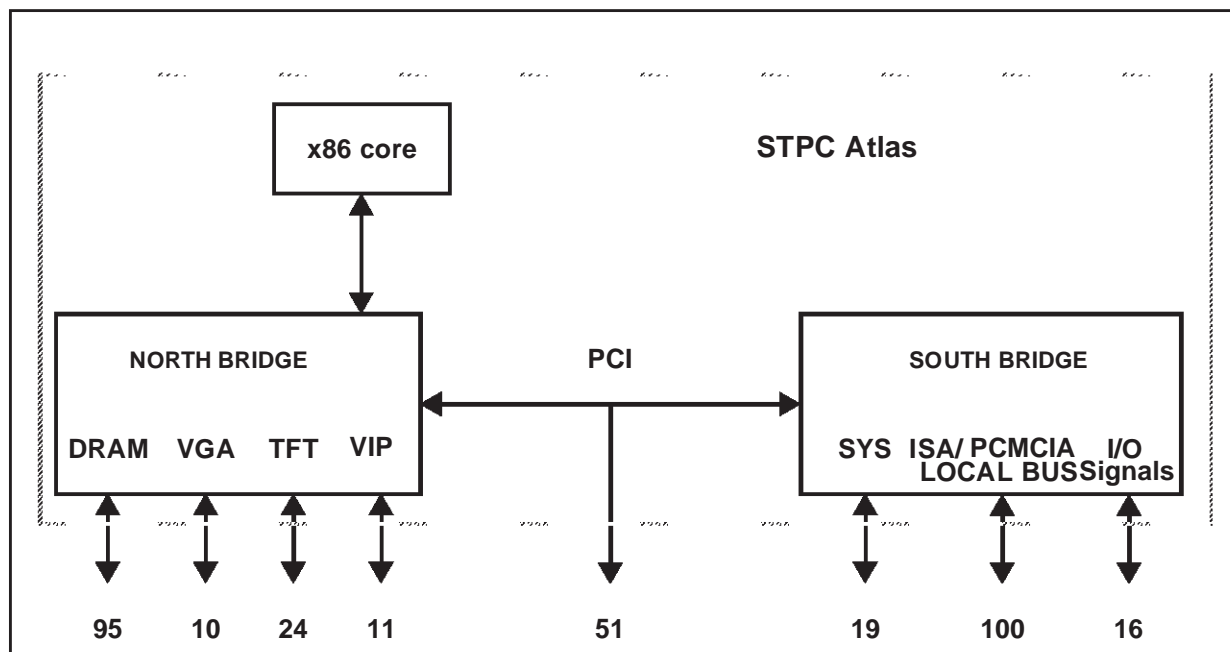 x86 core
STPC Atlas
NORTH BRIDGE
PCI
SOUTH BRIDGE
DRAM VGA TFT VIP
SYS ISA/ PCMCIA I/O
LOCAL BUS Signals
95 10 24 11 51 19 100 16